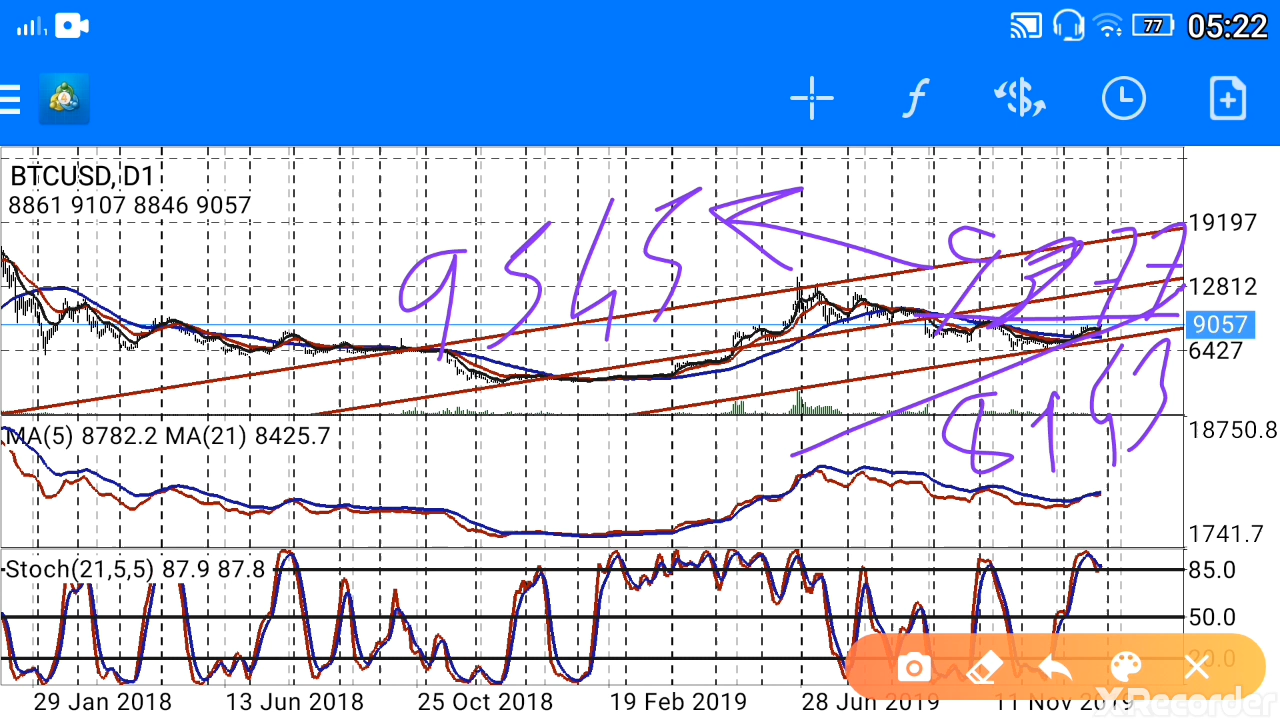 77 05:22
f
BTCUSD, D1
8861 9107 8846 9057
19197
12812
9057
6427
9545
8193
MA(5) 8782.2 MA(21) 8425.7
18750.8
1741.7
Stoch(21,5,5) 87.9 87.8
85.0
50.0
20.0
29 Jan 2018 13 Jun 2018 25 Oct 2018 19 Feb 2019 28 Jun 2019 11 Nov 2019
XRecorder